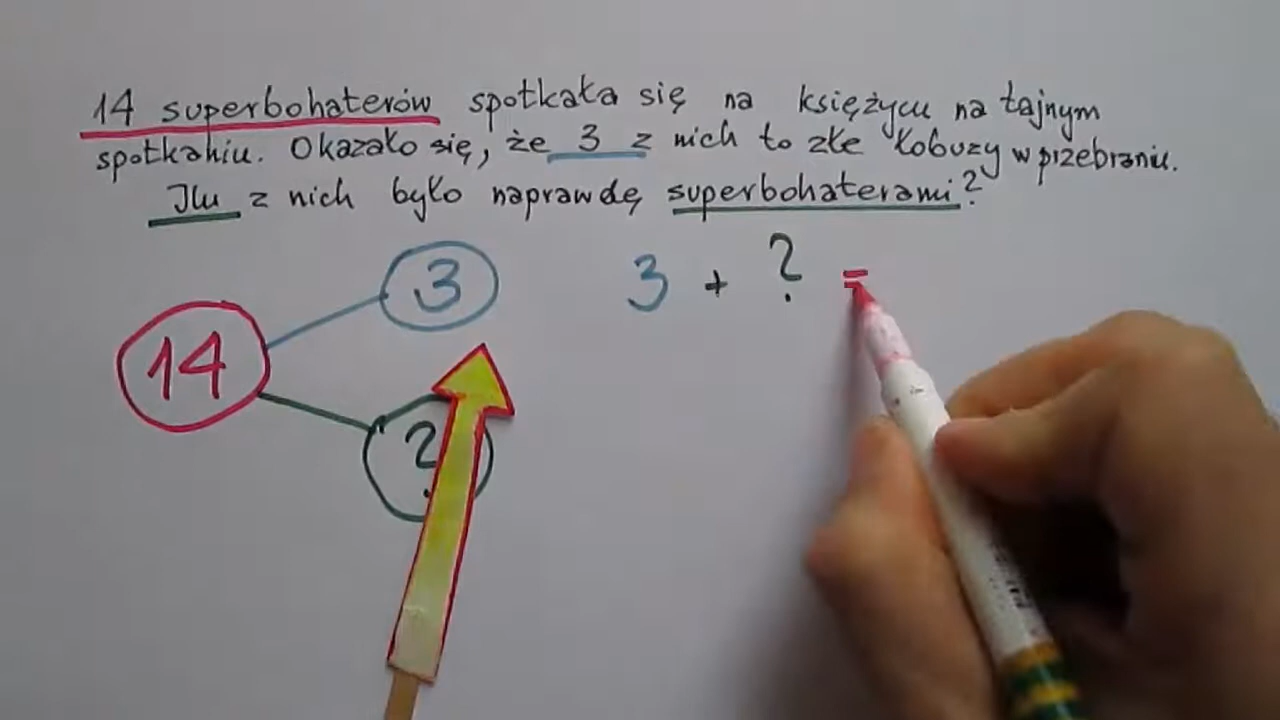 14 superbohaterów spotkała się na księżycu na tajnym
spotkaniu. Okazało się, że 3 z nich to złe łobuzy w przebraniu.
Ilu z nich było naprawdę superbohaterami?
3 + ? =
3
14
?